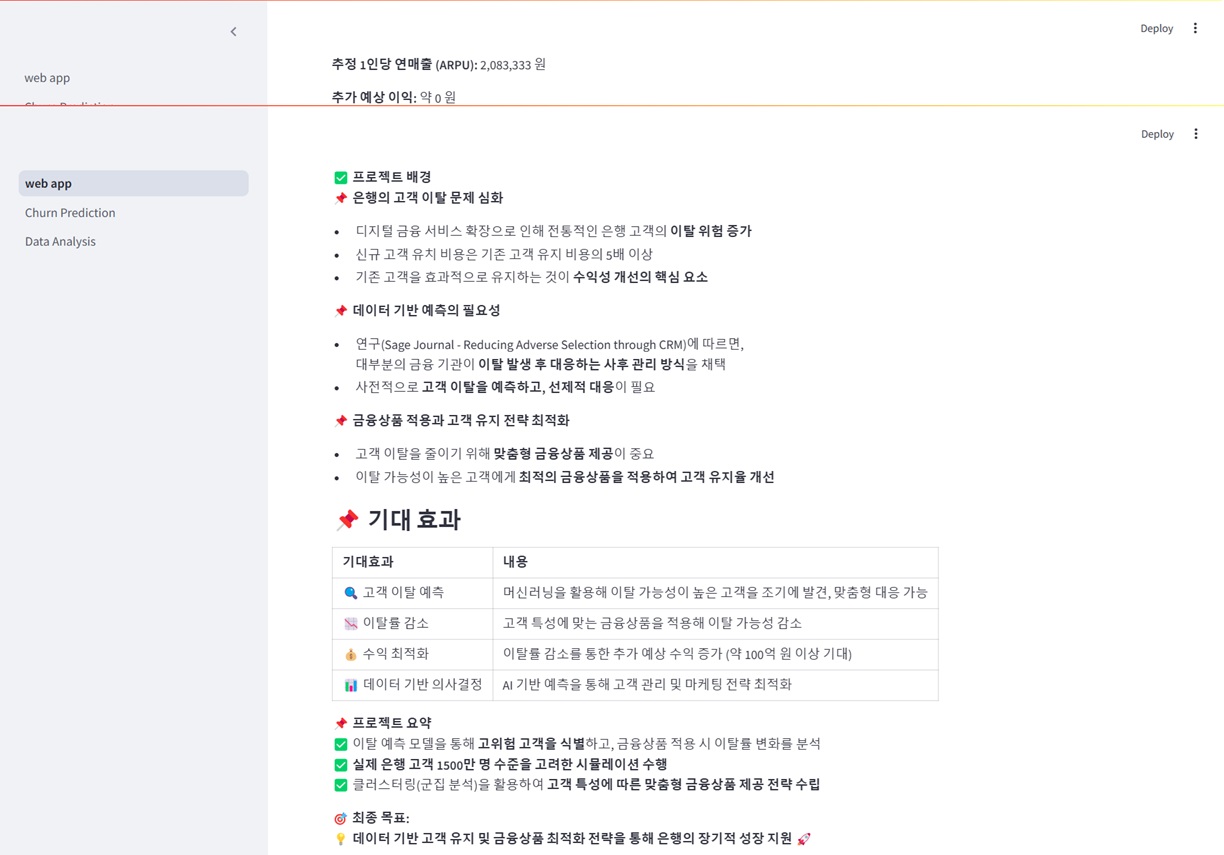 Deploy
추정 1인당 연매출 (ARPU): 2,083,333 원
web app
Churn Prediction
추가 예상 이익: 약 0 원
Deploy
web app
Churn Prediction
Data Analysis
✅ 프로젝트 배경
📌 은행의 고객 이탈 문제 심화
• 디지털 금융 서비스 확장으로 인해 전통적인 은행 고객의 이탈 위험 증가
• 신규 고객 유치 비용은 기존 고객 유지 비용의 5배 이상
• 기존 고객을 효과적으로 유지하는 것이 수익성 개선의 핵심 요소
📌 데이터 기반 예측의 필요성
• 연구(Sage Journal - Reducing Adverse Selection through CRM)에 따르면,
대부분의 금융 기관이 이탈 발생 후 대응하는 사후 관리 방식을 채택
• 사전적으로 고객 이탈을 예측하고, 선제적 대응이 필요
📌 금융상품 적용과 고객 유지 전략 최적화
• 고객 이탈을 줄이기 위해 맞춤형 금융상품 제공이 중요
• 이탈 가능성이 높은 고객에게 최적의 금융상품을 적용하여 고객 유지율 개선
📌 기대 효과
기대효과 내용
🔍 고객 이탈 예측 머신러닝을 활용해 이탈 가능성이 높은 고객을 조기에 발견, 맞춤형 대응 가능
📉 이탈률 감소 고객 특성에 맞는 금융상품을 적용해 이탈 가능성 감소
💰 수익 최적화 이탈률 감소를 통한 추가 예상 수익 증가 (약 100억 원 이상 기대)
📊 데이터 기반 의사결정 AI 기반 예측을 통해 고객 관리 및 마케팅 전략 최적화
📌 프로젝트 요약
✅ 이탈 예측 모델을 통해 고위험 고객을 식별하고, 금융상품 적용 시 이탈률 변화를 분석
✅ 실제 은행 고객 1500만 명 수준을 고려한 시뮬레이션 수행
✅ 클러스터링(군집 분석)을 활용하여 고객 특성에 따른 맞춤형 금융상품 제공 전략 수립
🎯 최종 목표:
💡 데이터 기반 고객 유지 및 금융상품 최적화 전략을 통해 은행의 장기적 성장 지원 🚀